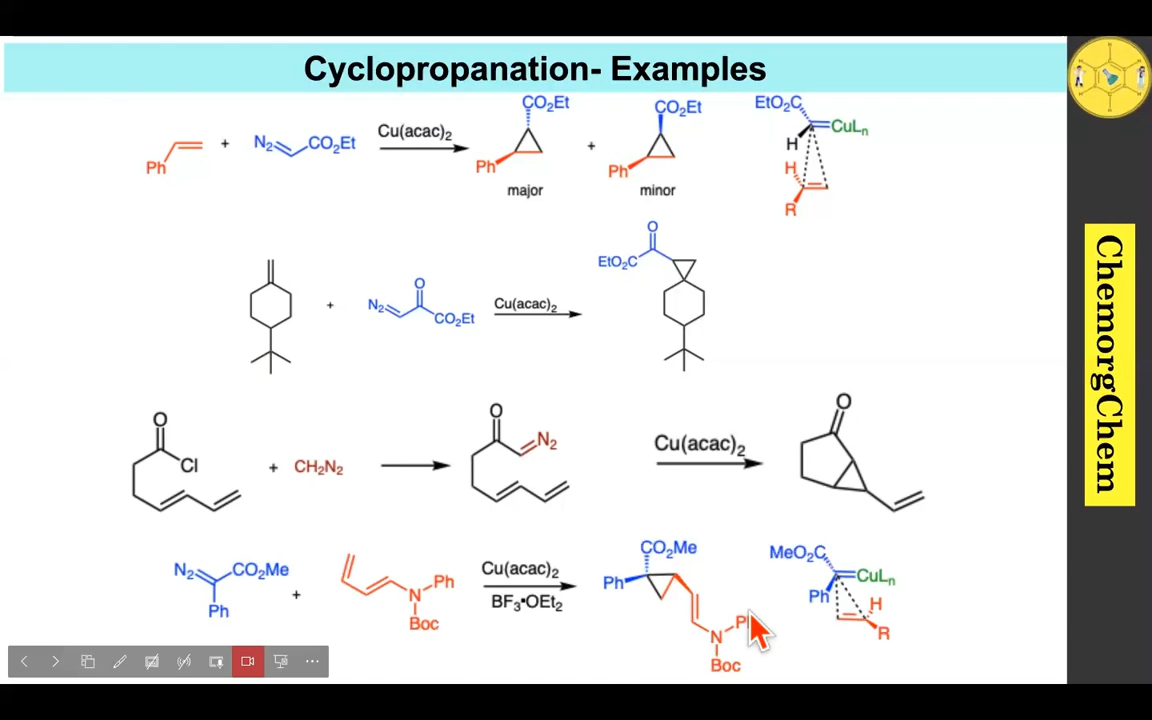 Cyclopropanation- Examples
Ph
+
N₂
CO₂Et
Cu(acac)₂
CO₂Et
Ph
major
+
CO₂Et
Ph
minor
EtO₂C
CuLₙ
H
H
R
+
N₂
O
CO₂Et
Cu(acac)₂
O
EtO₂C
O
Cl
+
CH₂N₂
O
N₂
Cu(acac)₂
O
N₂
CO₂Me
Ph
+
Ph
N
Boc
Cu(acac)₂
BF₃•OEt₂
CO₂Me
Ph
N
Boc
MeO₂C
CuLₙ
Ph
H
R
ChemorgChem